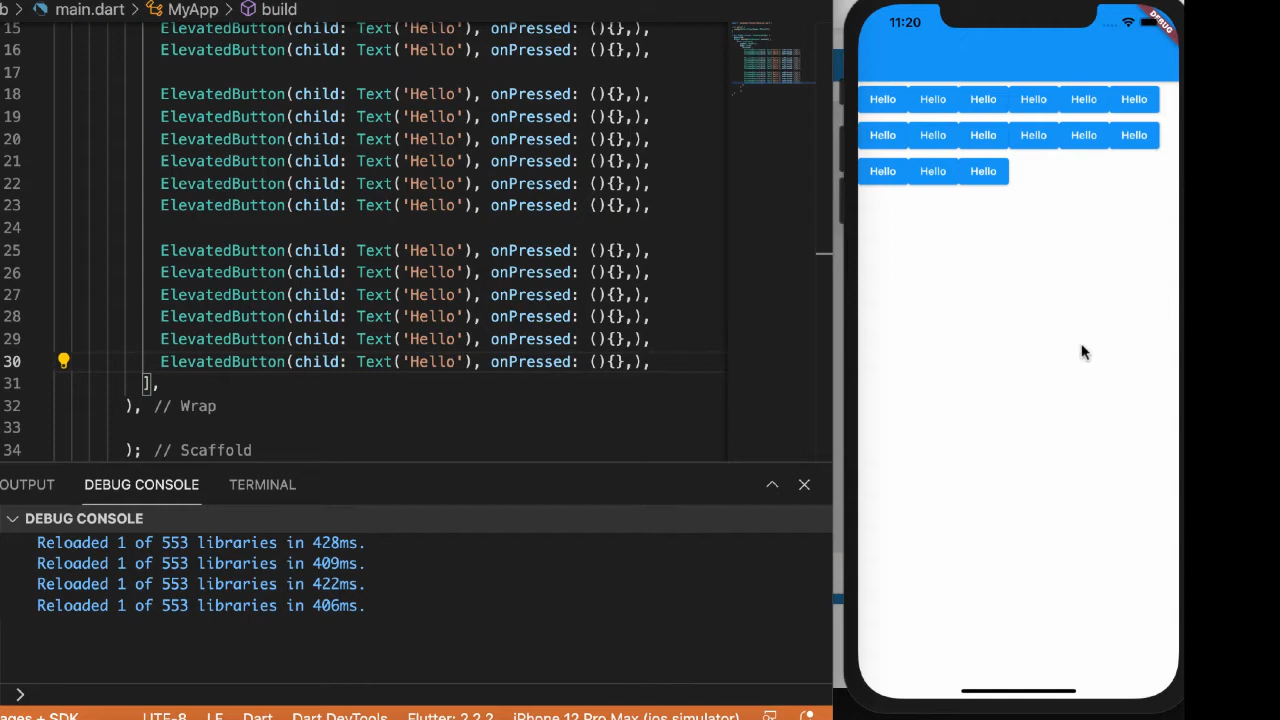 b > main.dart > MyApp > build
15 ElevatedButton(child: Text('Hello'), onPressed: (){},),
16 ElevatedButton(child: Text('Hello'), onPressed: (){},),
17
18 ElevatedButton(child: Text('Hello'), onPressed: (){},),
19 ElevatedButton(child: Text('Hello'), onPressed: (){},),
20 ElevatedButton(child: Text('Hello'), onPressed: (){},),
21 ElevatedButton(child: Text('Hello'), onPressed: (){},),
22 ElevatedButton(child: Text('Hello'), onPressed: (){},),
23 ElevatedButton(child: Text('Hello'), onPressed: (){},),
24
25 ElevatedButton(child: Text('Hello'), onPressed: (){},),
26 ElevatedButton(child: Text('Hello'), onPressed: (){},),
27 ElevatedButton(child: Text('Hello'), onPressed: (){},),
28 ElevatedButton(child: Text('Hello'), onPressed: (){},),
29 ElevatedButton(child: Text('Hello'), onPressed: (){},),
30 ElevatedButton(child: Text('Hello'), onPressed: (){},),
31 ],
32 ), // Wrap
33
34 ); // Scaffold
OUTPUT DEBUG CONSOLE TERMINAL
DEBUG CONSOLE
Reloaded 1 of 553 libraries in 428ms.
Reloaded 1 of 553 libraries in 409ms.
Reloaded 1 of 553 libraries in 422ms.
Reloaded 1 of 553 libraries in 406ms.
>
ages + SDK UTF-8 LF Dart Dart DevTools Flutter: 2.2.2 iPhone 12 Pro Max (ios simulator)
11:20 DEBUG
Hello Hello Hello Hello Hello Hello
Hello Hello Hello Hello Hello Hello
Hello Hello Hello